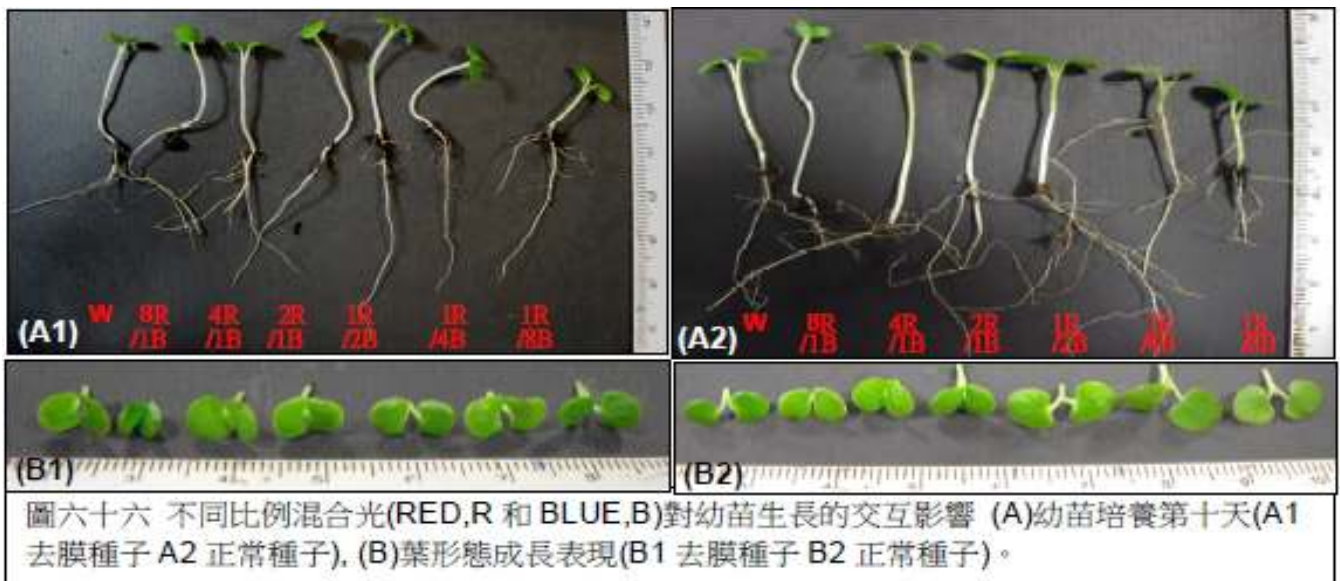 W 8R 4R 2R 1R 1R 1R
/1B /1B /1B /2B /4B /8B
(A1)
W 8R 4R 2R 1R
/1B /1B /1B /2B
(A2)
(B1)
(B2)
圖六十六 不同比例混合光(RED,R 和 BLUE,B)對幼苗生長的交互影響 (A)幼苗培養第十天(A1
去膜種子 A2 正常種子), (B)葉形態成長表現(B1 去膜種子 B2 正常種子)。